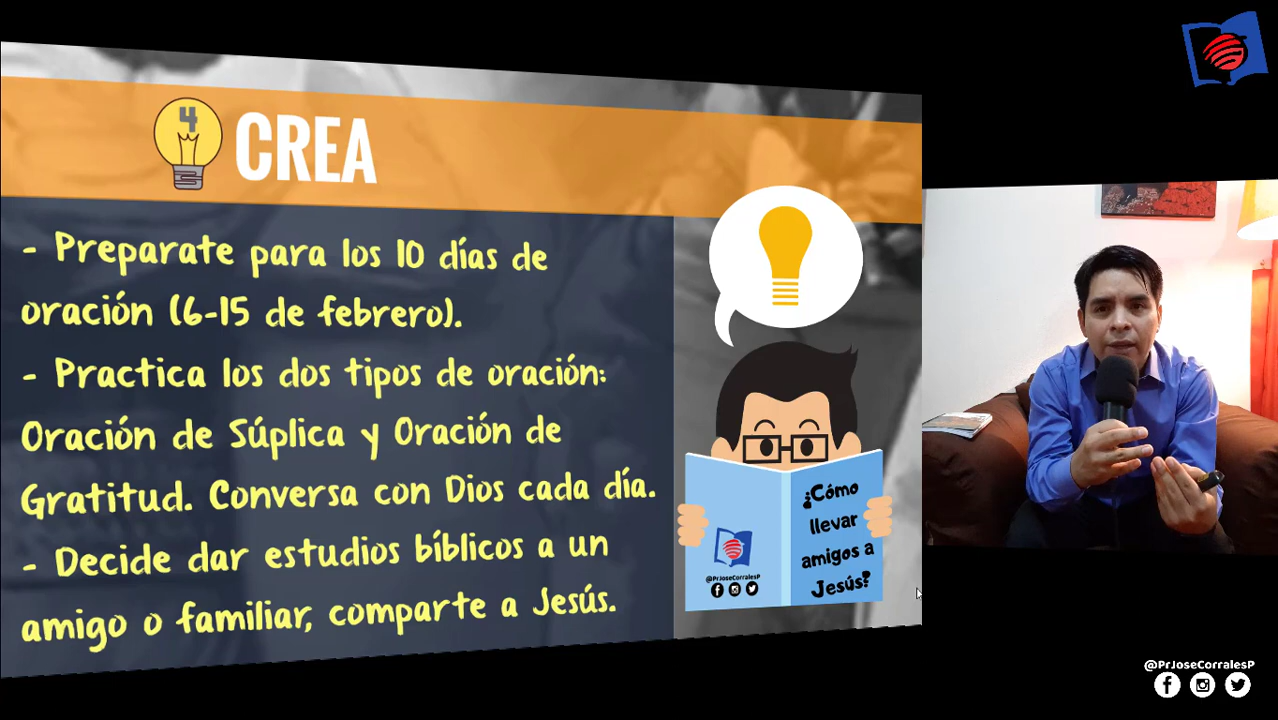 4 CREA
- Preparate para los 10 días de
oración (6-15 de febrero).
- Practica los dos tipos de oración:
Oración de Súplica y Oración de
Gratitud. Conversa con Dios cada día.
- Decide dar estudios bíblicos a un
amigo o familiar, comparte a Jesús.
¿Cómo
llevar
amigos a
Jesús?
@PrJoseCorralesP
@PrJoseCorralesP